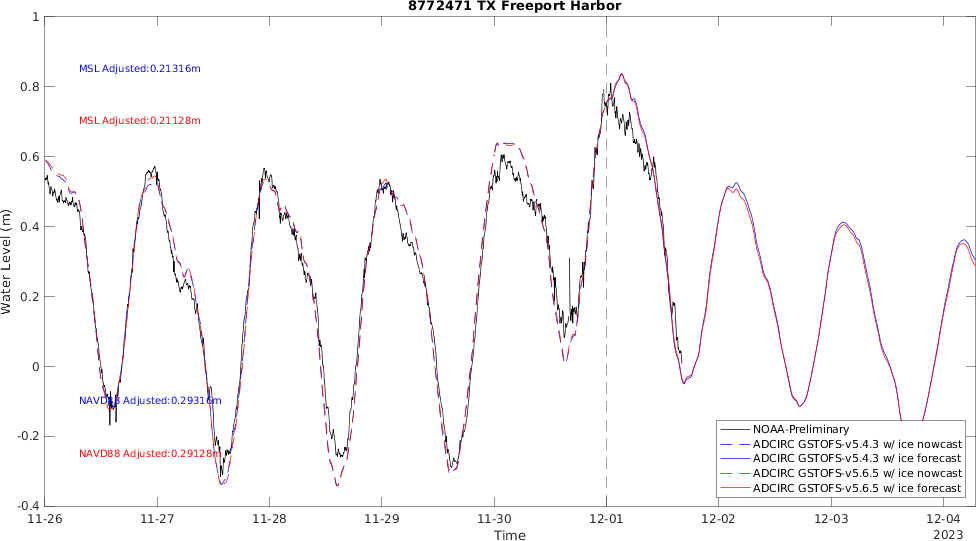 8772471 TX Freeport Harbor
1
0.8
0.6
0.4
0.2
0
-0.2
-0.4
Water Level (m)
MSL Adjusted:0.21316m
MSL Adjusted:0.21128m
NAVD88 Adjusted:0.29316m
NAVD88 Adjusted:0.29128m
NOAA-Preliminary
ADCIRC GSTOFS-v5.4.3 w/ ice nowcast
ADCIRC GSTOFS-v5.4.3 w/ ice forecast
ADCIRC GSTOFS-v5.6.5 w/ ice nowcast
ADCIRC GSTOFS-v5.6.5 w/ ice forecast
11-26 11-27 11-28 11-29 11-30 12-01 12-02 12-03 12-04
Time
2023